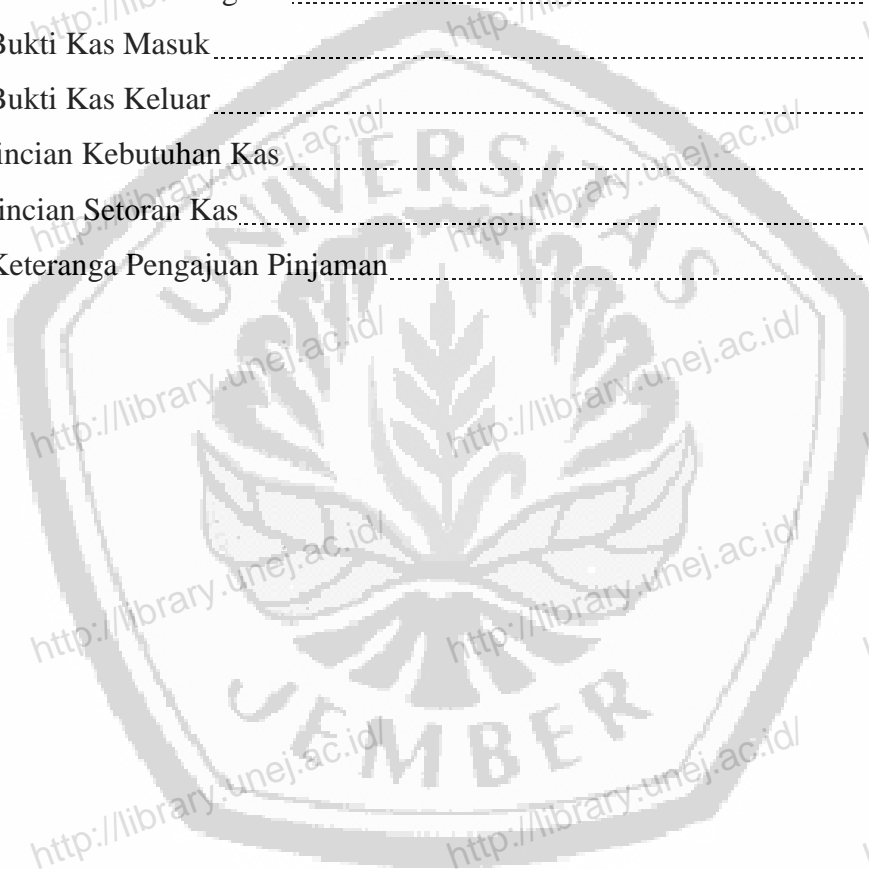 Bukti Kas Masuk
Bukti Kas Keluar
incian Kebutuhan Kas
incian Setoran Kas
Keteranga Pengajuan Pinjaman
UNIVERSITAS
JEMBER
http://library.unej.ac.id/
http://library.unej.ac.id/
http://library.unej.ac.id/
http://library.unej.ac.id/
http://library.unej.ac.id/
http://library.unej.ac.id/
http://library.unej.ac.id/
http://library.unej.ac.id/